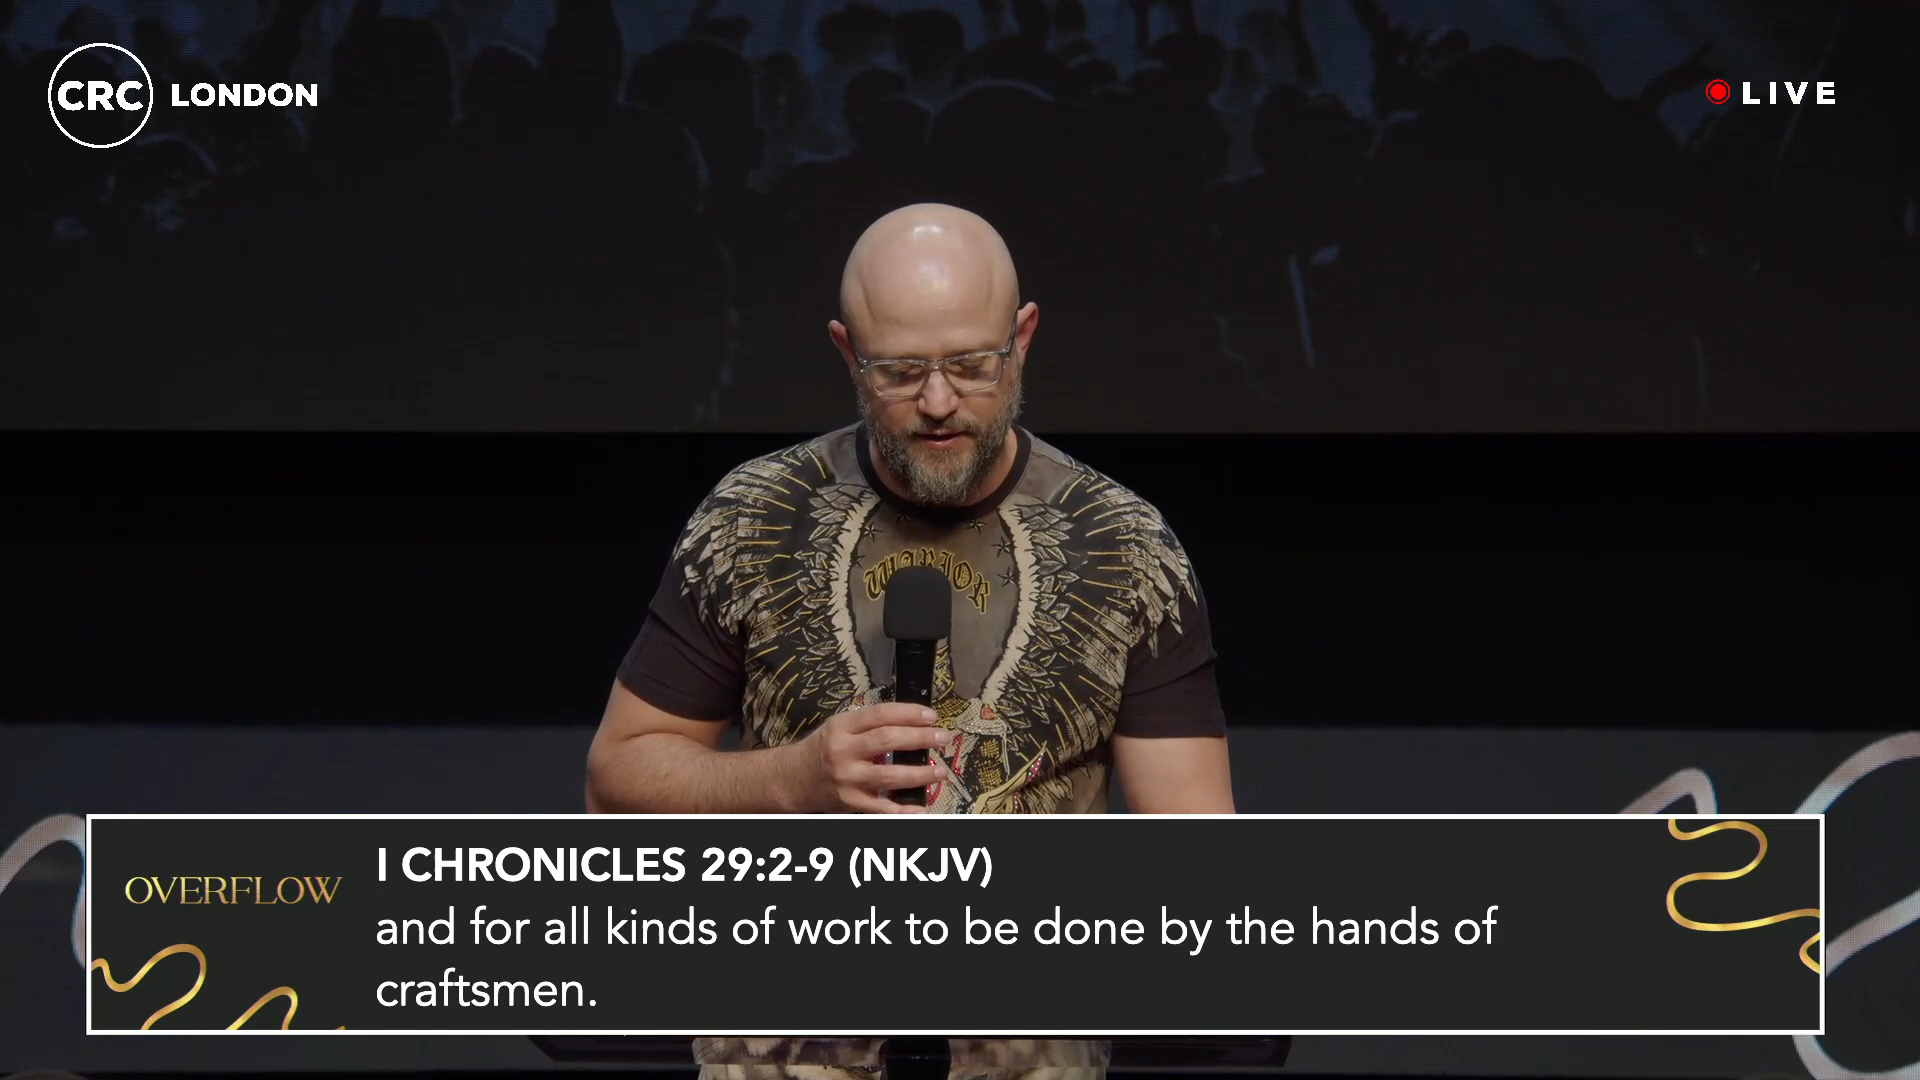 CRC LONDON
LIVE
WARRIOR
OVERFLOW
I CHRONICLES 29:2-9 (NKJV)
and for all kinds of work to be done by the hands of
craftsmen.